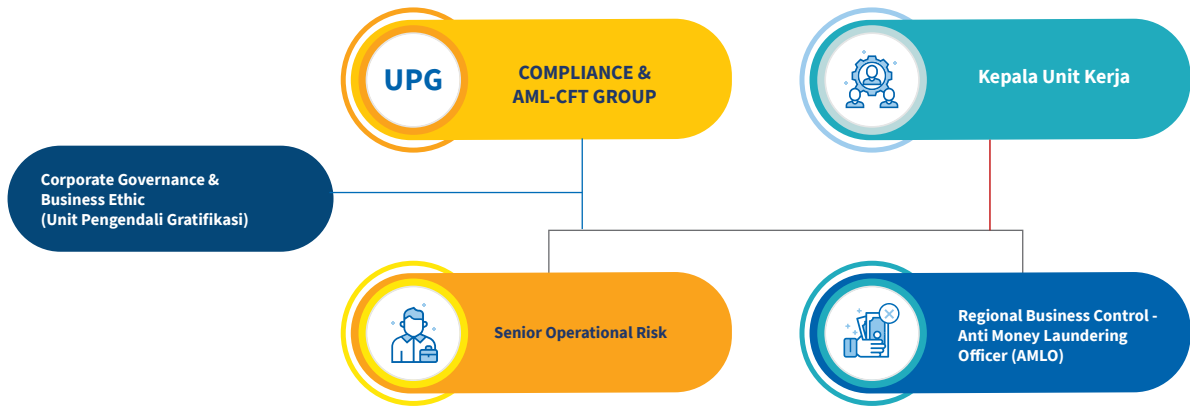 UPG
COMPLIANCE &
AML-CFT GROUP
Kepala Unit Kerja
Corporate Governance &
Business Ethic
(Unit Pengendali Gratifikasi)
Senior Operational Risk
Regional Business Control -
Anti Money Laundering
Officer (AMLO)